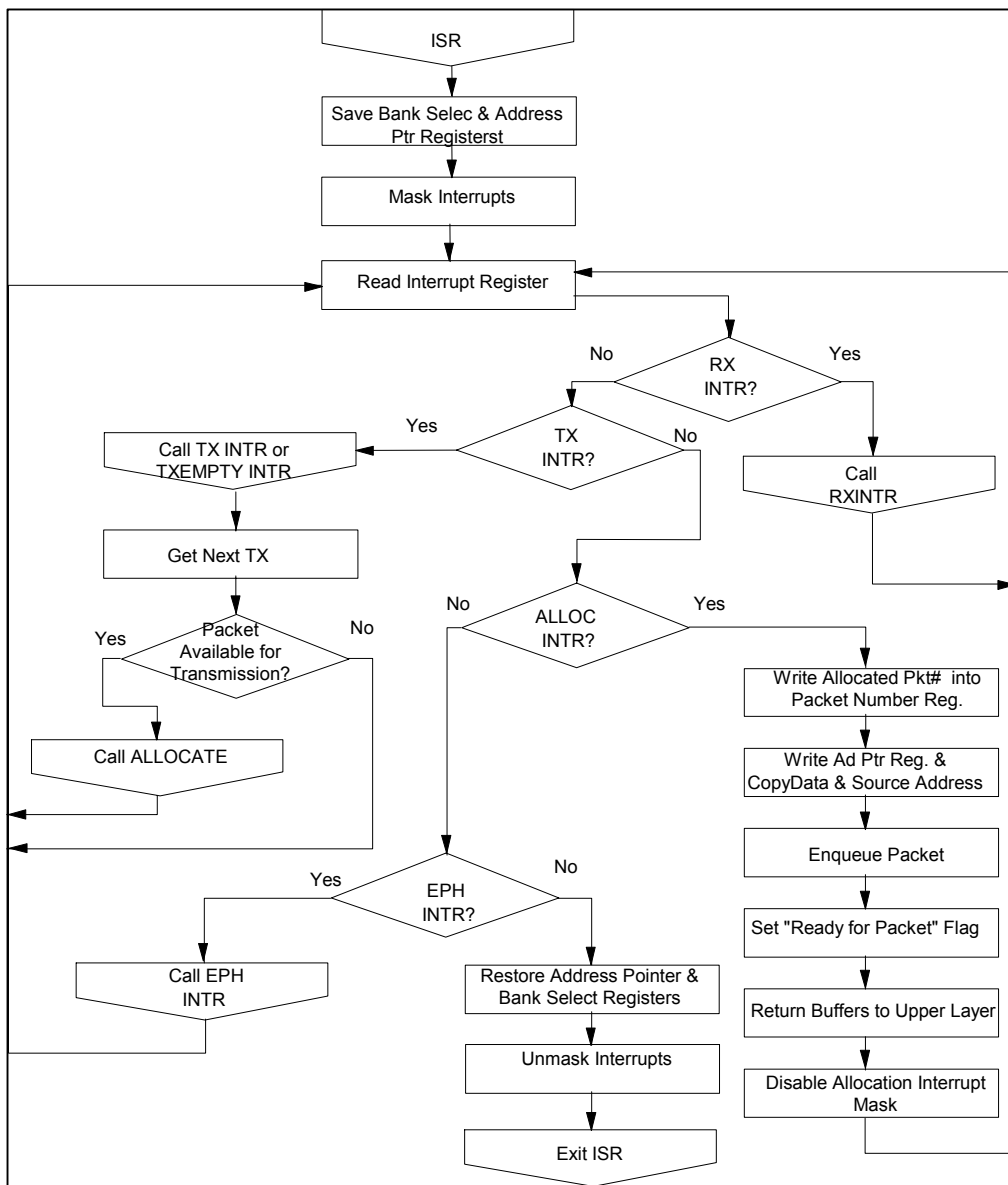 ISR
Save Bank Selec & Address
Ptr Registerst
Mask Interrupts
Read Interrupt Register
No
RX
INTR?
Yes
Yes
TX
INTR?
No
Call TX INTR or
TXEMPTY INTR
Call
RXINTR
Get Next TX
No
ALLOC
INTR?
Yes
Yes
Packet
Available for
Transmission?
No
Write Allocated Pkt# into
Packet Number Reg.
Call ALLOCATE
Write Ad Ptr Reg. &
CopyData & Source Address
Enqueue Packet
Yes
EPH
INTR?
No
Set "Ready for Packet" Flag
Call EPH
INTR
Restore Address Pointer &
Bank Select Registers
Return Buffers to Upper Layer
Unmask Interrupts
Disable Allocation Interrupt
Mask
Exit ISR